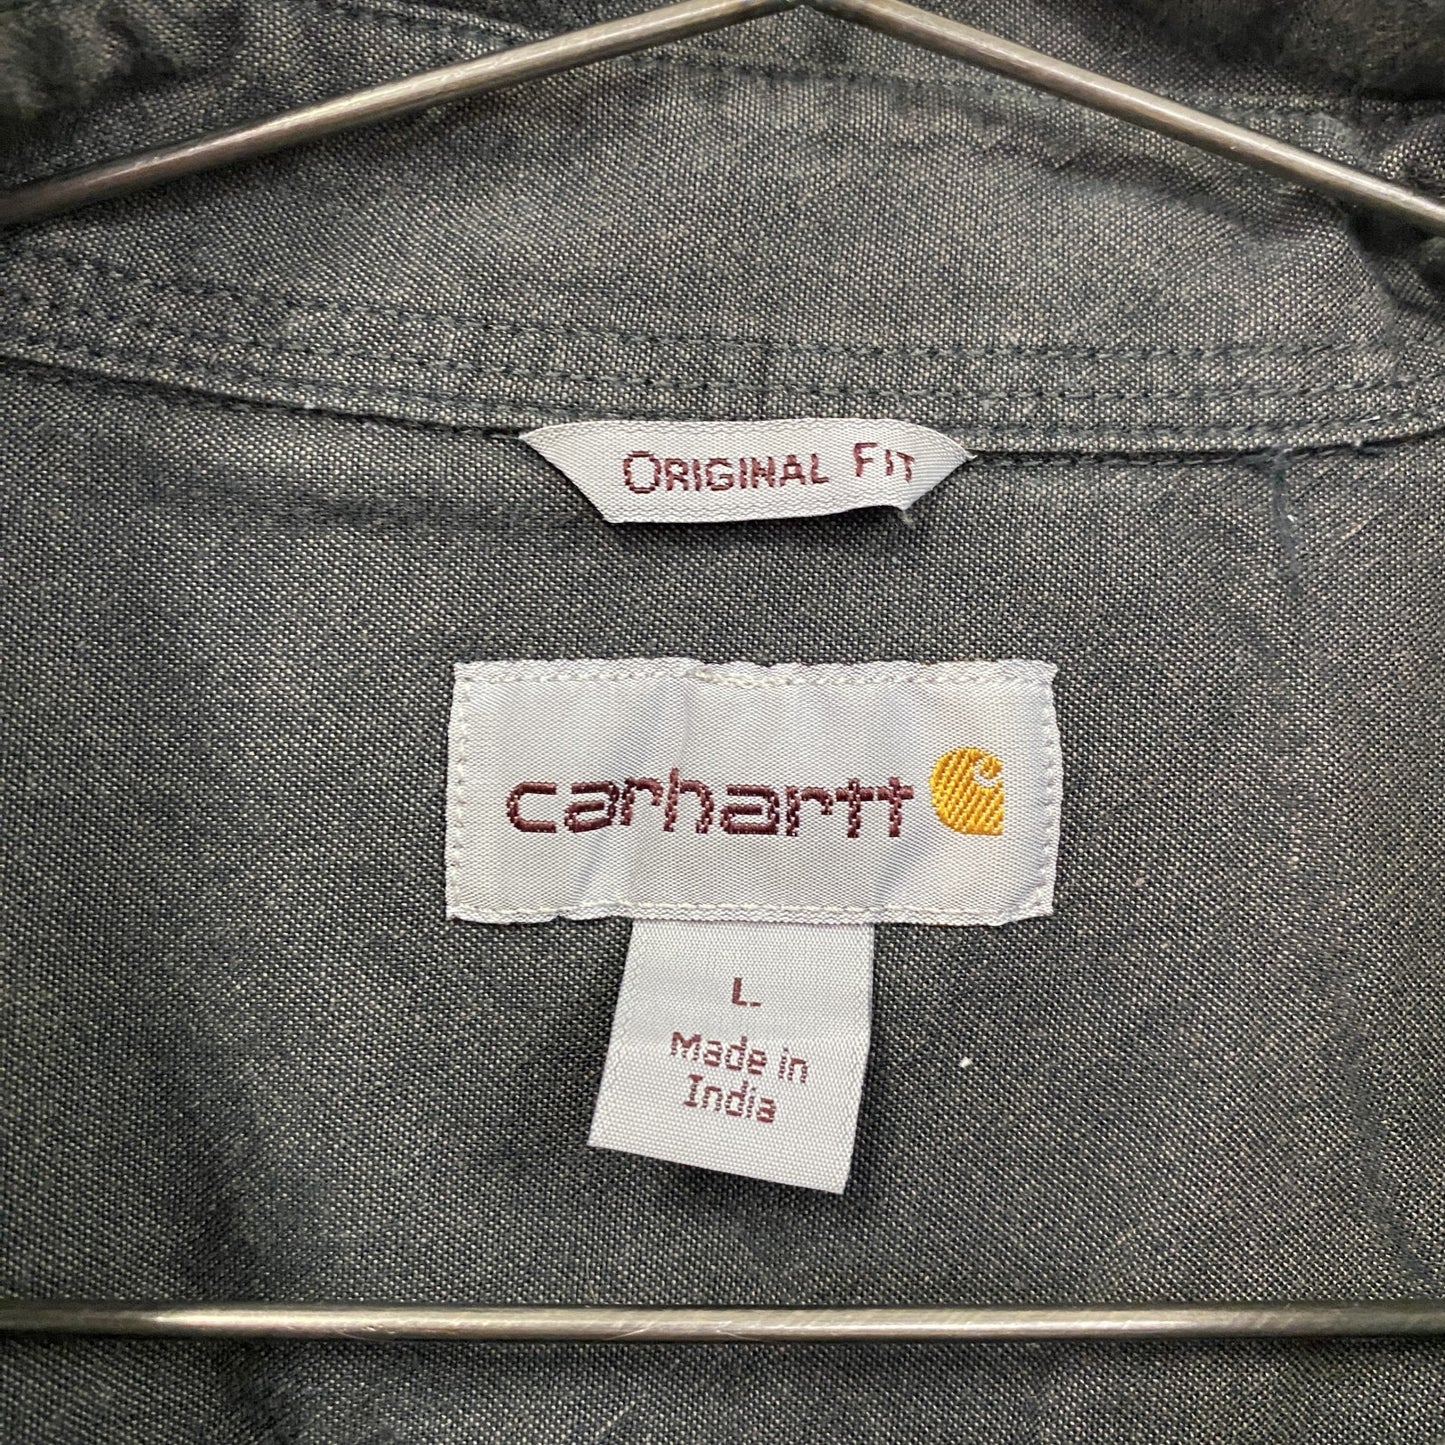 ORIGINAL FIT
carhartt
L
Made in
India